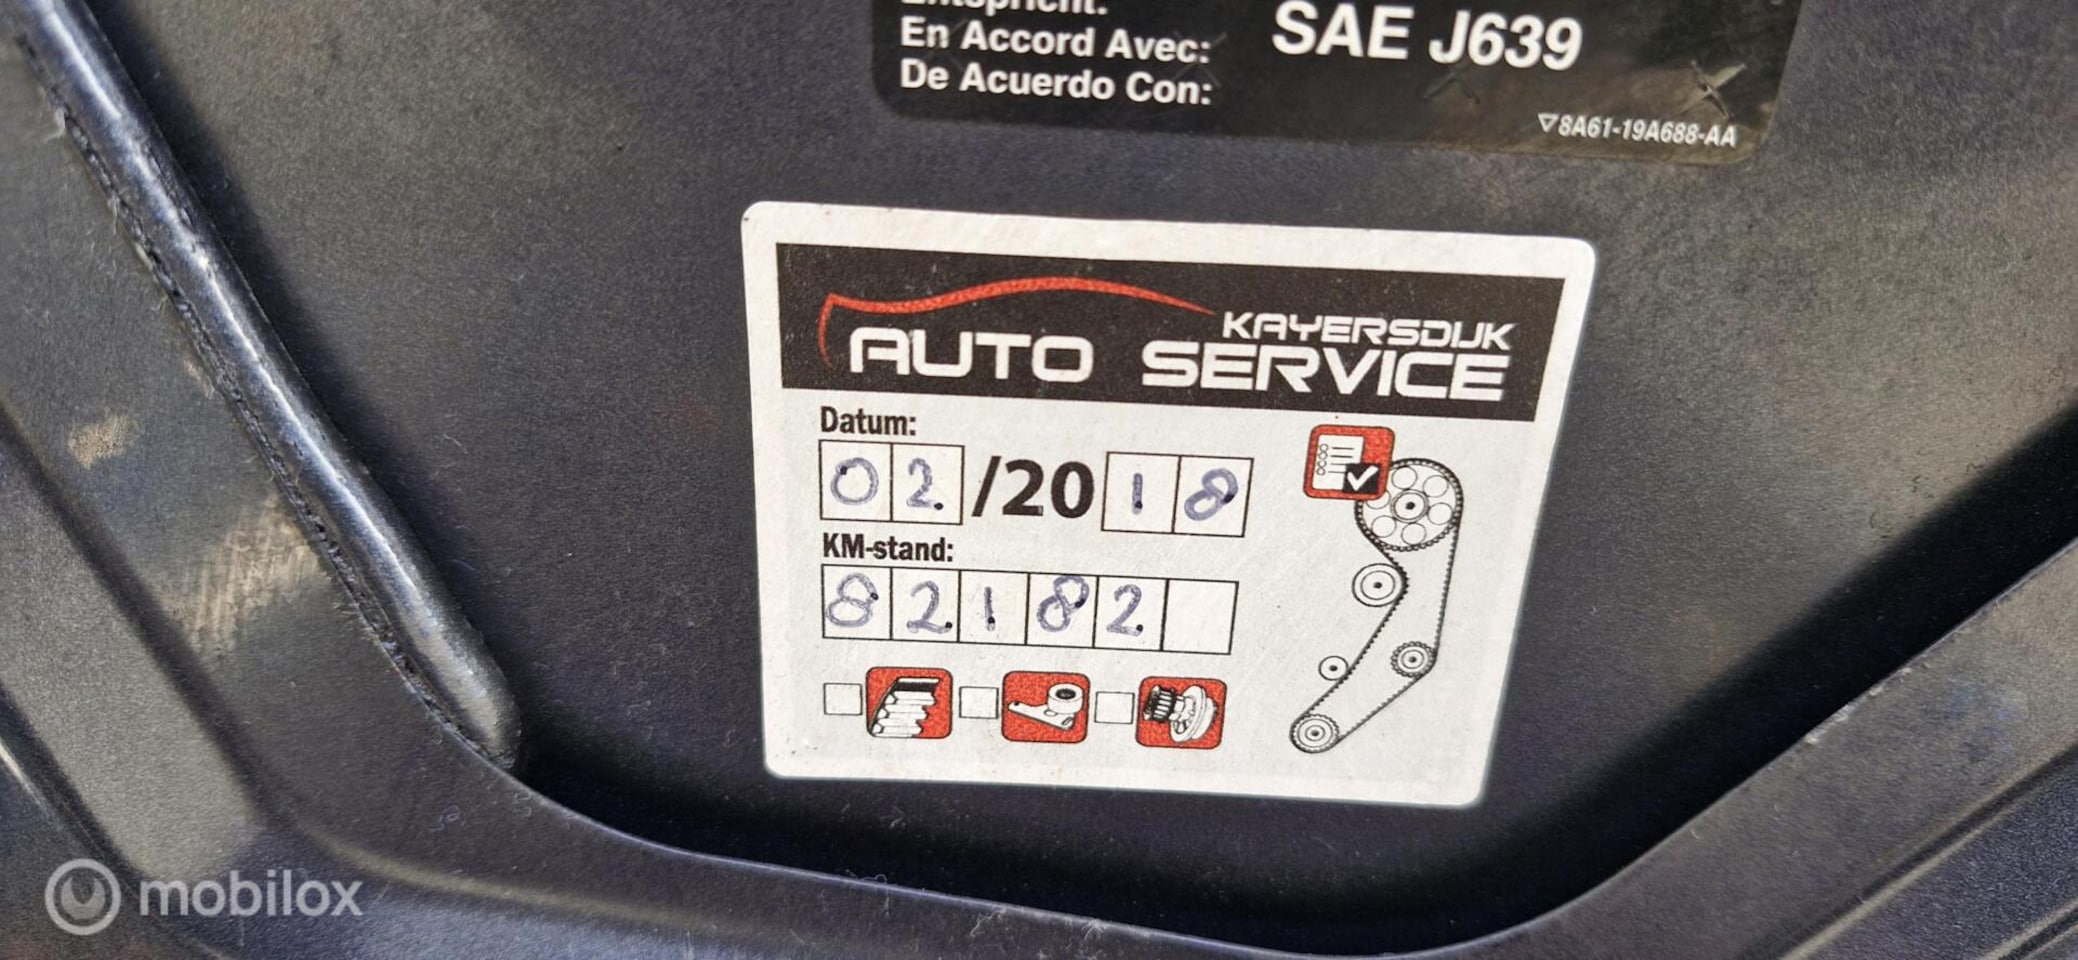 Entspricht:
En Accord Avec:
De Acuerdo Con:
SAE J639
▽8A61-19A688-AA
KAYERSDIJK
AUTO SERVICE
Datum:
02/2018
KM-stand:
82182
mobilox